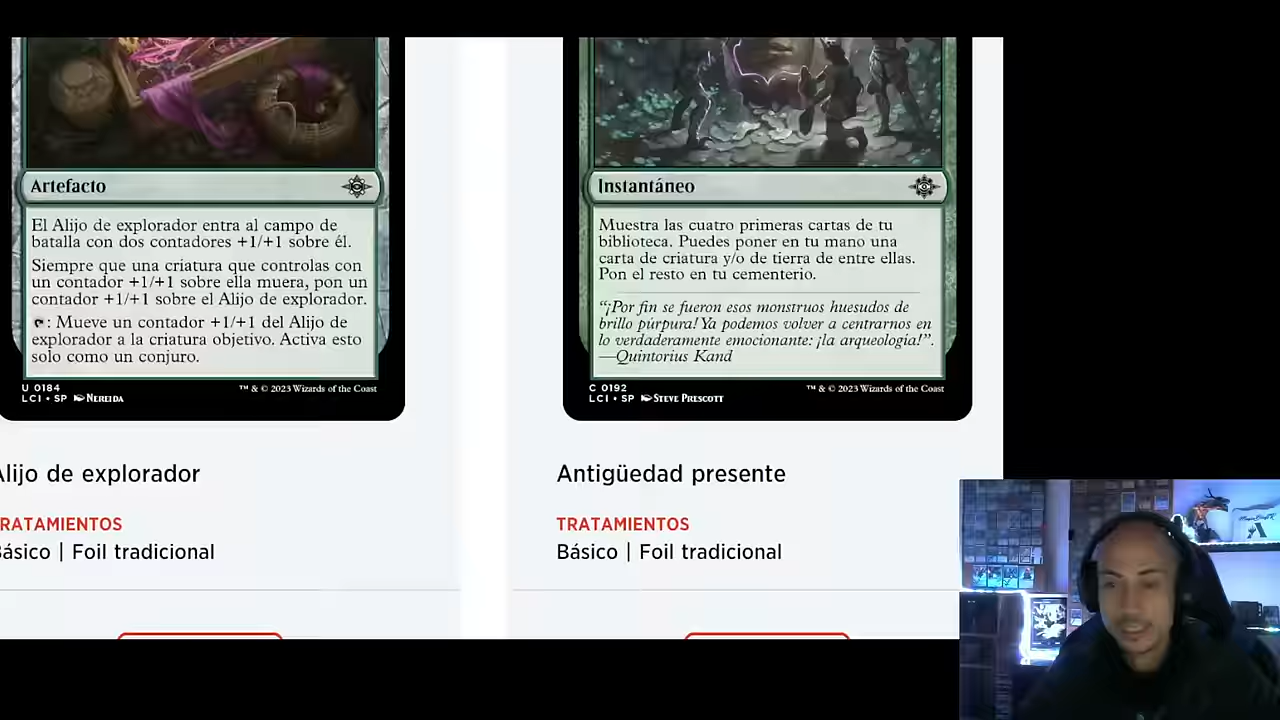 Artefacto
El Alijo de explorador entra al campo de
batalla con dos contadores +1/+1 sobre él.
Siempre que una criatura que controlas con
un contador +1/+1 sobre ella muera, pon un
contador +1/+1 sobre el Alijo de explorador.
: Mueve un contador +1/+1 del Alijo de
explorador a la criatura objetivo. Activa esto
solo como un conjuro.
U 0184
LCI • SP NEREIDA
™ & © 2023 Wizards of the Coast
Alijo de explorador
RATAMIENTOS
Básico | Foil tradicional
Instantáneo
Muestra las cuatro primeras cartas de tu
biblioteca. Puedes poner en tu mano una
carta de criatura y/o de tierra de entre ellas.
Pon el resto en tu cementerio.
“¡Por fin se fueron esos monstruos huesudos de
brillo púrpura! Ya podemos volver a centrarnos en
lo verdaderamente emocionante: ¡la arqueología!”.
—Quintorius Kand
C 0192
LCI • SP STEVE PRESCOTT
™ & © 2023 Wizards of the Coast
Antigüedad presente
TRATAMIENTOS
Básico | Foil tradicional